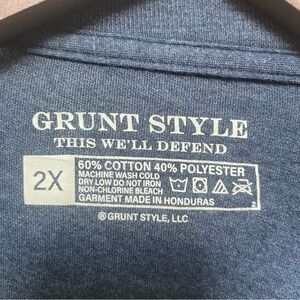 GRUNT STYLE
THIS WE'LL DEFEND
2X
60% COTTON 40% POLYESTER
MACHINE WASH COLD
DRY LOW DO NOT IRON
NON-CHLORINE BLEACH
GARMENT MADE IN HONDURAS
2
® GRUNT STYLE, LLC